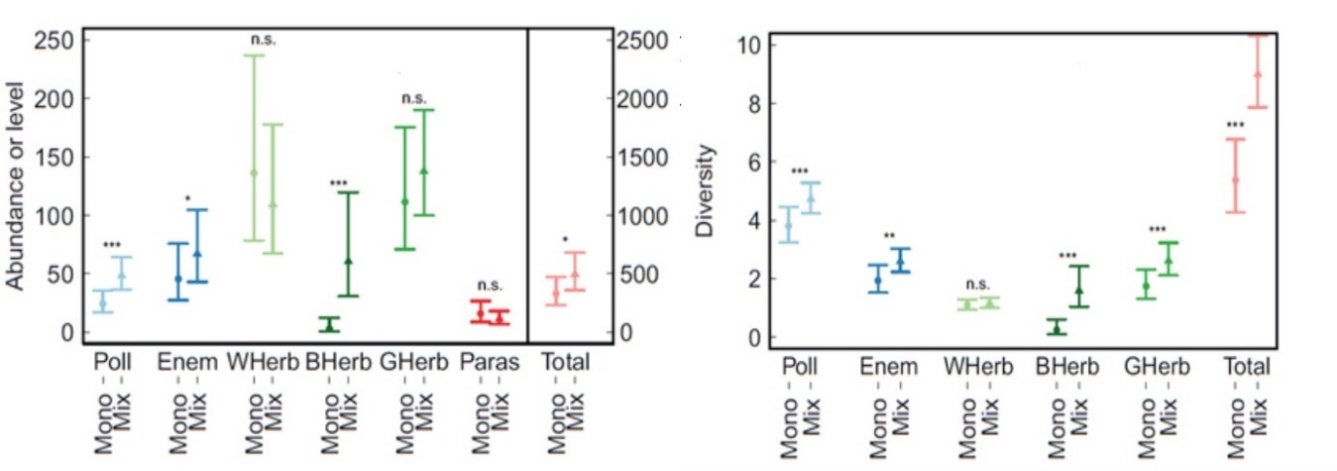 Abundance or level
250
200
150
100
50
0
n.s.
n.s.
***
*
***
n.s.
*
2500
2000
1500
1000
500
0
Poll Enem WHerb BHerb GHerb Paras Total
Mono Mix Mono Mix Mono Mix Mono Mix Mono Mix Mono Mix Mono Mix
Diversity
10
8
6
4
2
0
***
**
n.s.
***
***
***
Poll Enem WHerb BHerb GHerb Total
Mono Mix Mono Mix Mono Mix Mono Mix Mono Mix Mono Mix